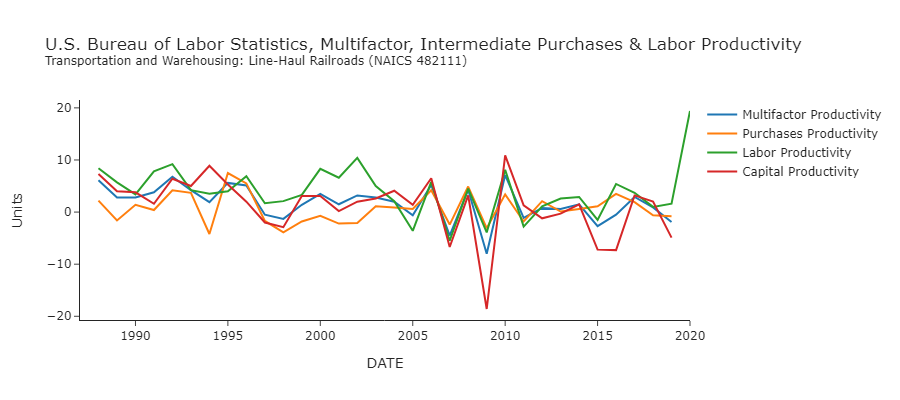 U.S. Bureau of Labor Statistics, Multifactor, Intermediate Purchases & Labor Productivity
Transportation and Warehousing: Line-Haul Railroads (NAICS 482111)
20
10
0
−10
−20
Units
1990
1995
2000
2005
2010
2015
2020
DATE
Multifactor Productivity
Purchases Productivity
Labor Productivity
Capital Productivity